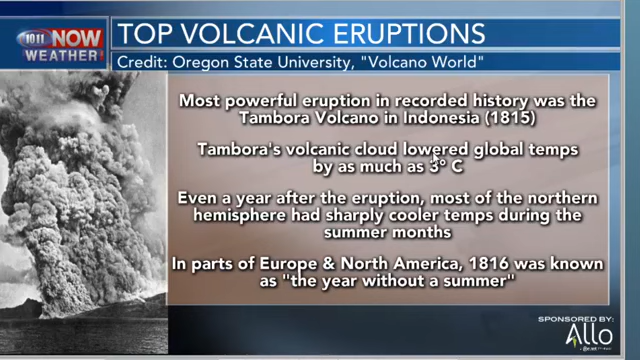 10/11 NOW
WEATHER
TOP VOLCANIC ERUPTIONS
Credit: Oregon State University, "Volcano World"
Most powerful eruption in recorded history was the
Tambora Volcano in Indonesia (1815)
Tambora's volcanic cloud lowered global temps
by as much as 3° C
Even a year after the eruption, most of the northern
hemisphere had sharply cooler temps during the
summer months
In parts of Europe & North America, 1816 was known
as "the year without a summer"
SPONSORED BY:
Allo